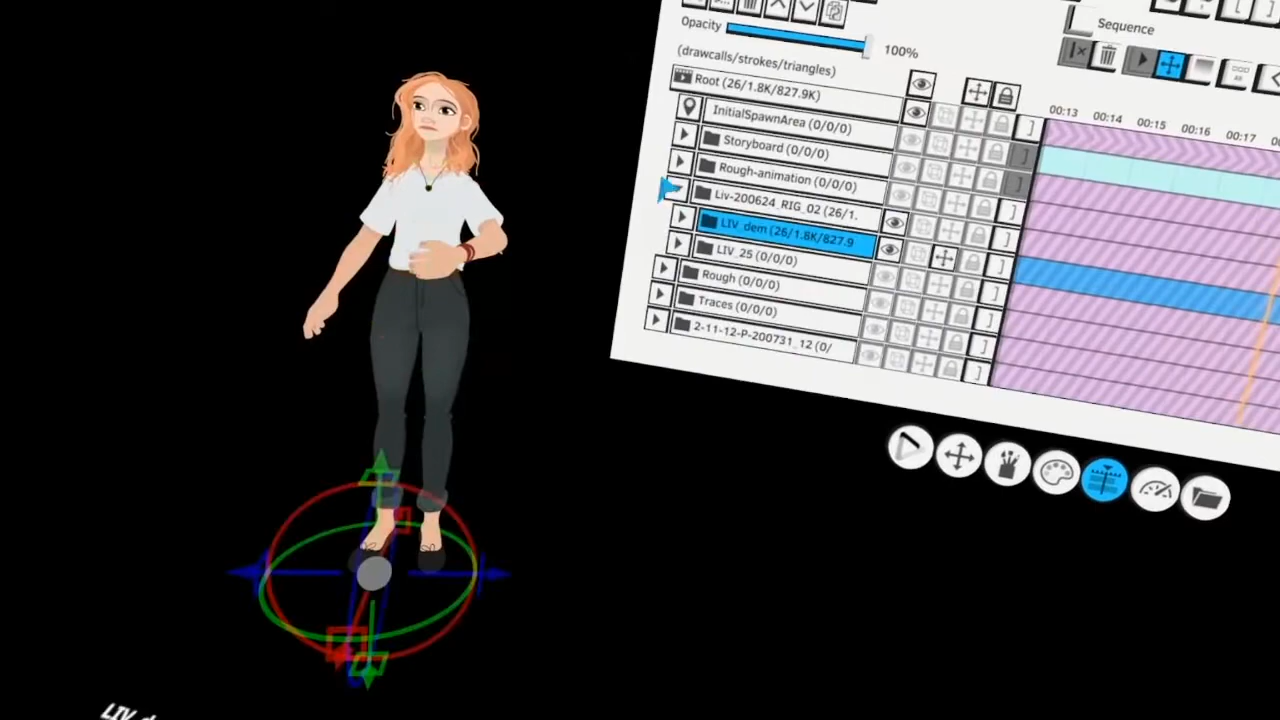 Opacity
100%
Sequence
(drawcalls/strokes/triangles)
Root (26/1.8K/827.9K)
00:13 00:14 00:15 00:16 00:17
InitialSpawnArea (0/0/0)
Storyboard (0/0/0)
Rough-animation (0/0/0)
Liv-200624_RIG_02 (26/1.
LIV_dem (26/1.8K/827.9
LIV_25 (0/0/0)
Rough (0/0/0)
Traces (0/0/0)
2-11-12-P-200731_12 (0/